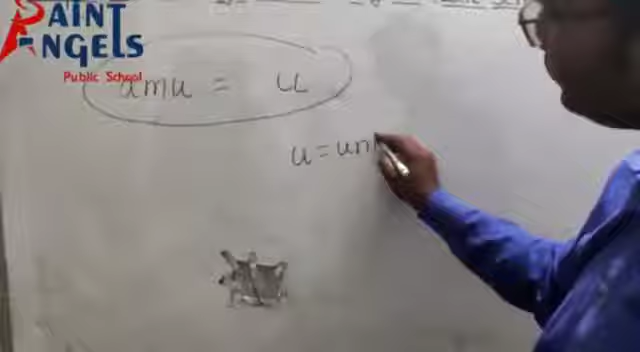 SAINT
ANGELS
Public School
amu = u
u = un